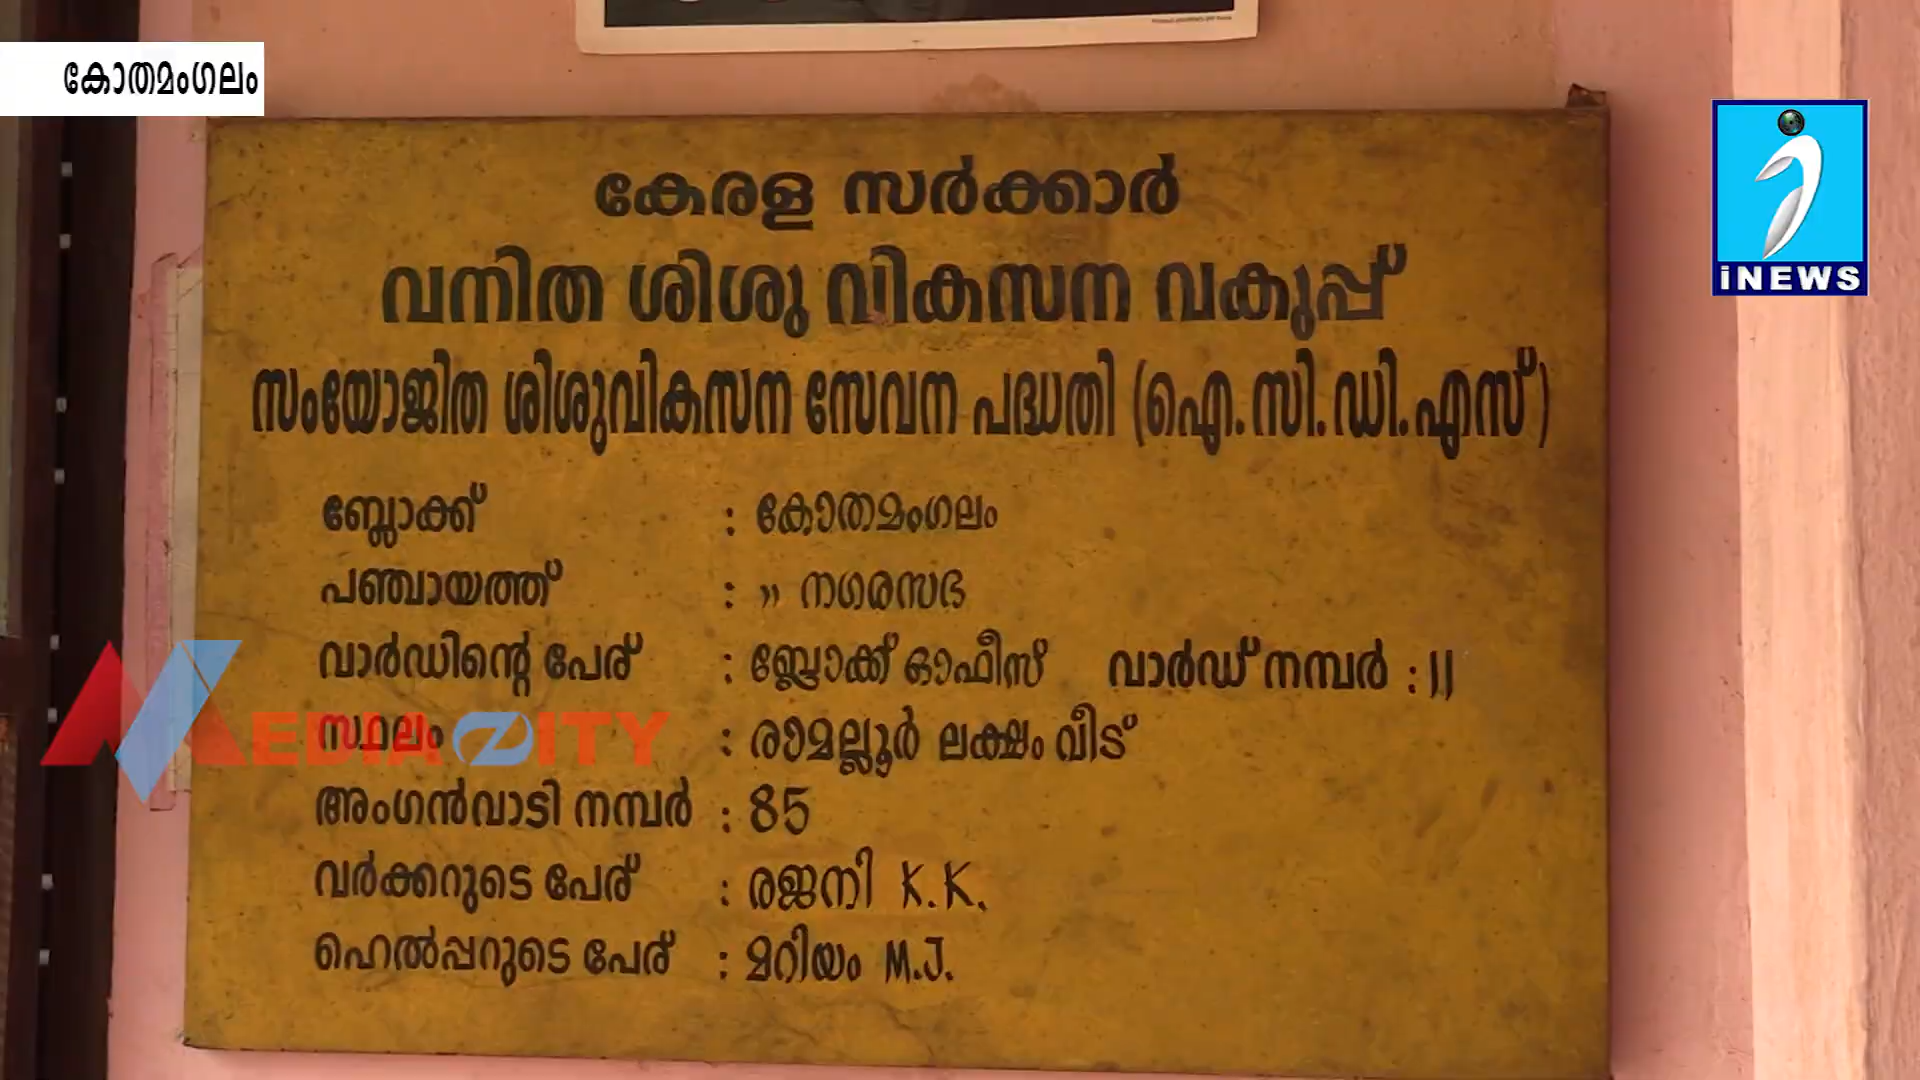 കോതമംഗലം
iNEWS
കേരള സർക്കാർ
വനിത ശിശു വികസന വകുപ്പ്
സംയോജിത ശിശുവികസന സേവന പദ്ധതി (ഐ.സി.ഡി.എസ്)
ബ്ലോക്ക് : കോതമംഗലം
പഞ്ചായത്ത് : ,, നഗരസഭ
വാർഡിന്റെ പേര് : ബ്ലോക്ക് ഓഫീസ് വാർഡ് നമ്പർ : 11
സ്ഥലം : രാമല്ലൂർ ലക്ഷം വീട്
MEDIA CITY
അംഗൻവാടി നമ്പർ : 85
വർക്കറുടെ പേര് : രജനി K.K.
ഹെൽപ്പറുടെ പേര് : മറിയം M.J.